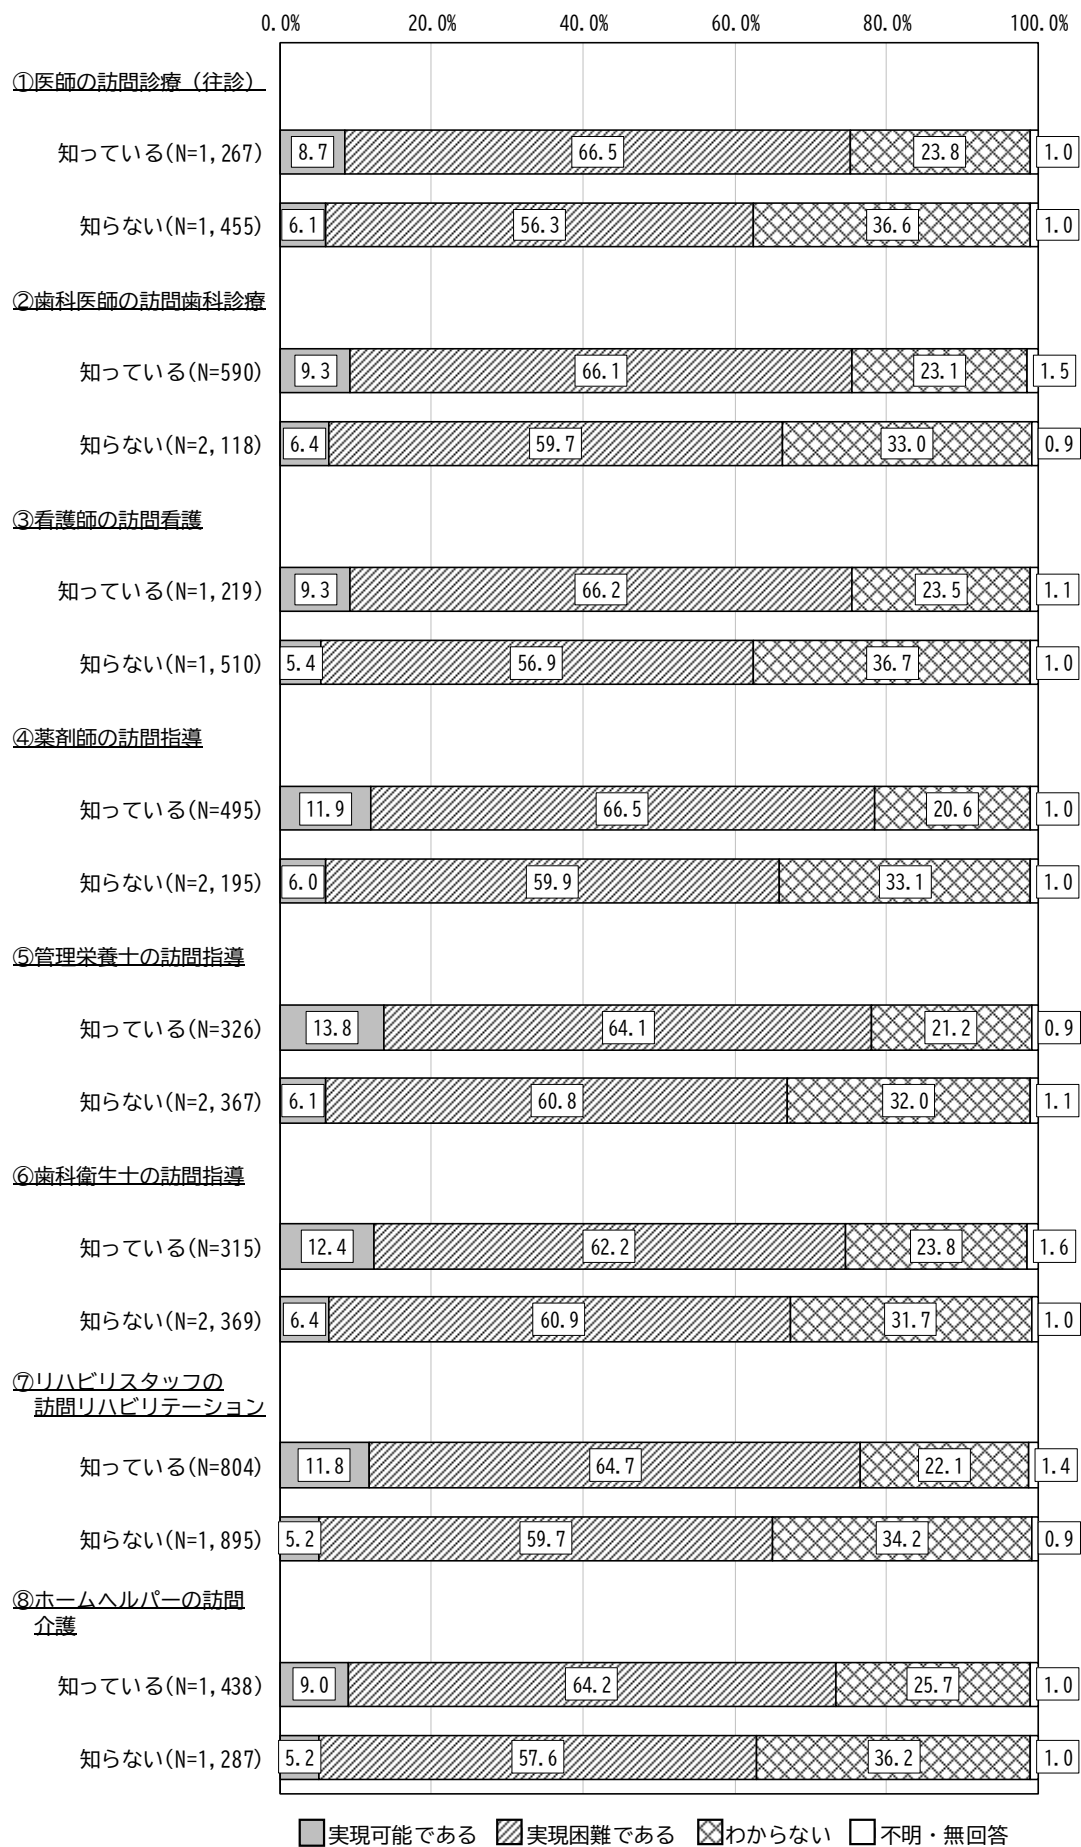 0.0% 20.0% 40.0% 60.0% 80.0% 100.0%
①医師の訪問診療（往診）
知っている(N=1,267) 8.7 66.5 23.8 1.0
知らない(N=1,455) 6.1 56.3 36.6 1.0
②歯科医師の訪問歯科診療
知っている(N=590) 9.3 66.1 23.1 1.5
知らない(N=2,118) 6.4 59.7 33.0 0.9
③看護師の訪問看護
知っている(N=1,219) 9.3 66.2 23.5 1.1
知らない(N=1,510) 5.4 56.9 36.7 1.0
④薬剤師の訪問指導
知っている(N=495) 11.9 66.5 20.6 1.0
知らない(N=2,195) 6.0 59.9 33.1 1.0
⑤管理栄養士の訪問指導
知っている(N=326) 13.8 64.1 21.2 0.9
知らない(N=2,367) 6.1 60.8 32.0 1.1
⑥歯科衛生士の訪問指導
知っている(N=315) 12.4 62.2 23.8 1.6
知らない(N=2,369) 6.4 60.9 31.7 1.0
⑦リハビリスタッフの
訪問リハビリテーション
知っている(N=804) 11.8 64.7 22.1 1.4
知らない(N=1,895) 5.2 59.7 34.2 0.9
⑧ホームヘルパーの訪問
介護
知っている(N=1,438) 9.0 64.2 25.7 1.0
知らない(N=1,287) 5.2 57.6 36.2 1.0
実現可能である 実現困難である わからない 不明・無回答